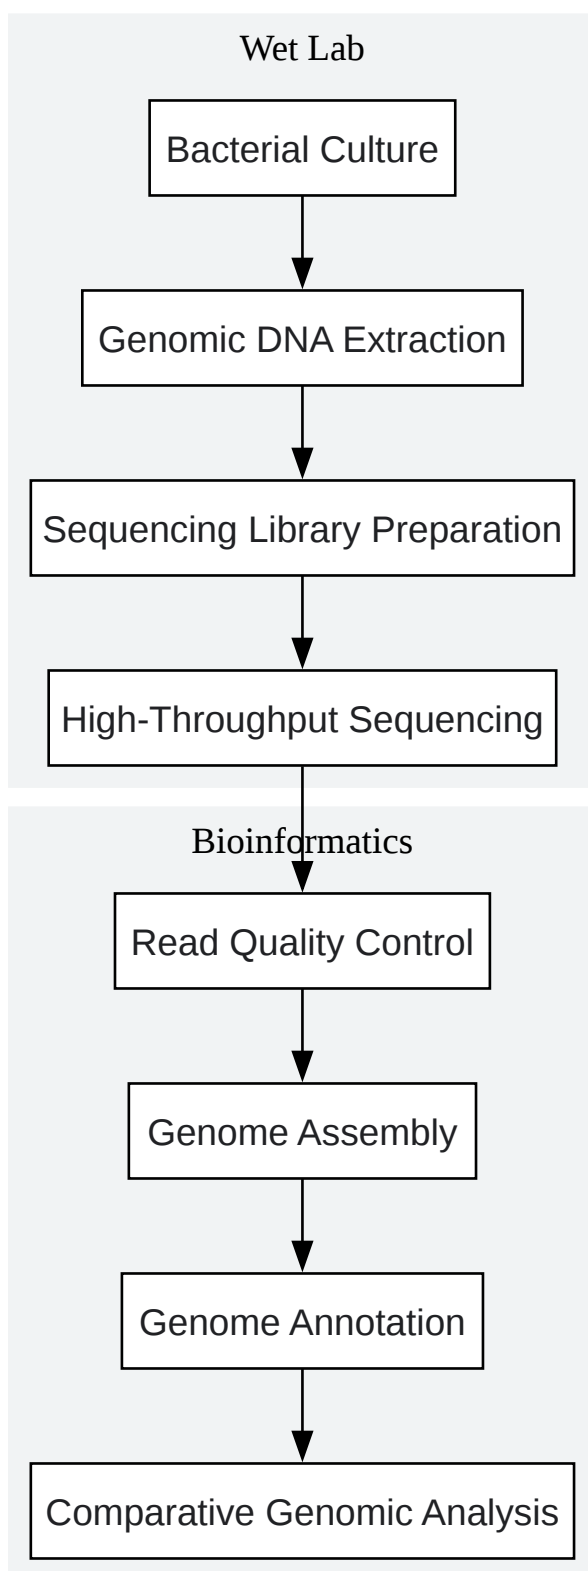 Wet Lab
Bacterial Culture
Genomic DNA Extraction
Sequencing Library Preparation
High-Throughput Sequencing
Bioinformatics
Read Quality Control
Genome Assembly
Genome Annotation
Comparative Genomic Analysis